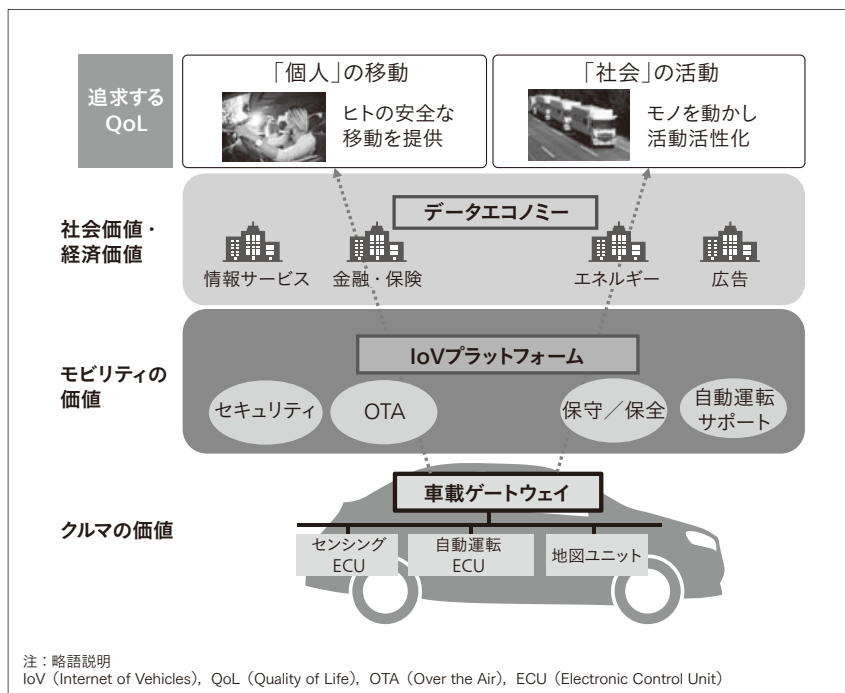 追求する
QoL
「個人」の移動
ヒトの安全な
移動を提供
「社会」の活動
モノを動かし
活動活性化
社会価値・
経済価値
データエコノミー
情報サービス
金融・保険
エネルギー
広告
モビリティの
価値
IoVプラットフォーム
セキュリティ
OTA
保守／保全
自動運転
サポート
クルマの価値
車載ゲートウェイ
センシング
ECU
自動運転
ECU
地図ユニット
注：略語説明
IoV（Internet of Vehicles），QoL（Quality of Life），OTA（Over the Air），ECU（Electronic Control Unit）